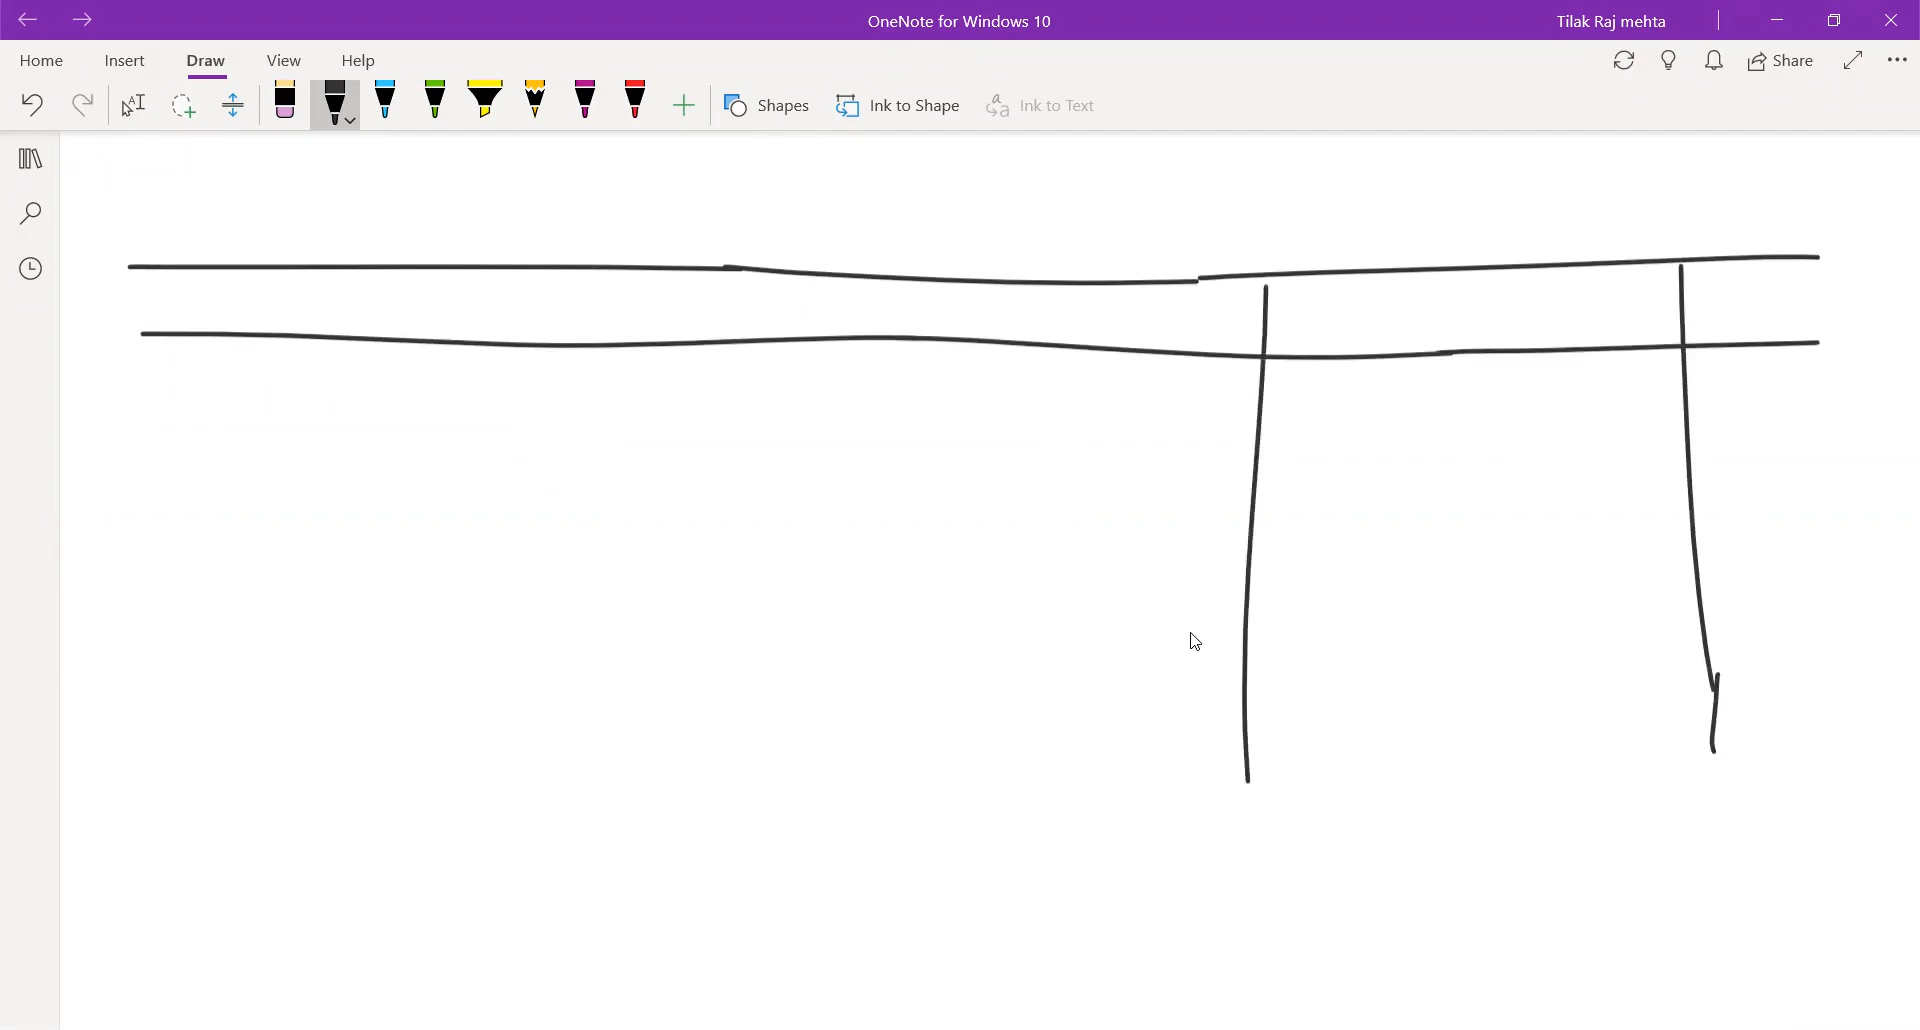 OneNote for Windows 10
Tilak Raj mehta
Home Insert Draw View Help
Share
Shapes Ink to Shape Ink to Text